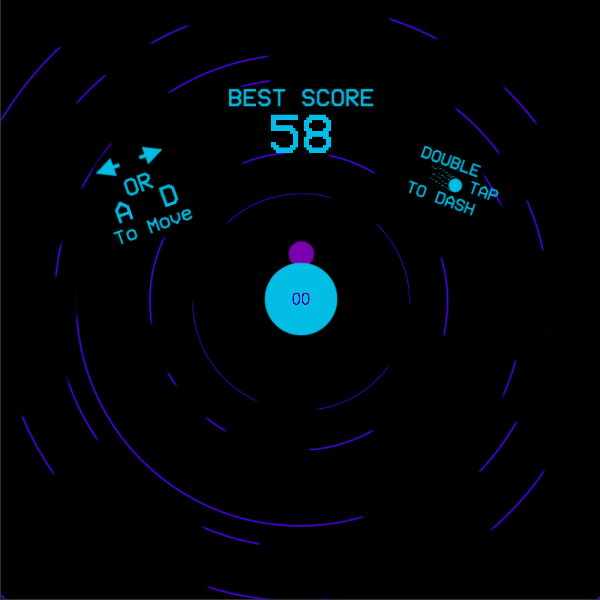 BEST SCORE
58
OR
A D
To Move
DOUBLE
TAP
TO DASH
00